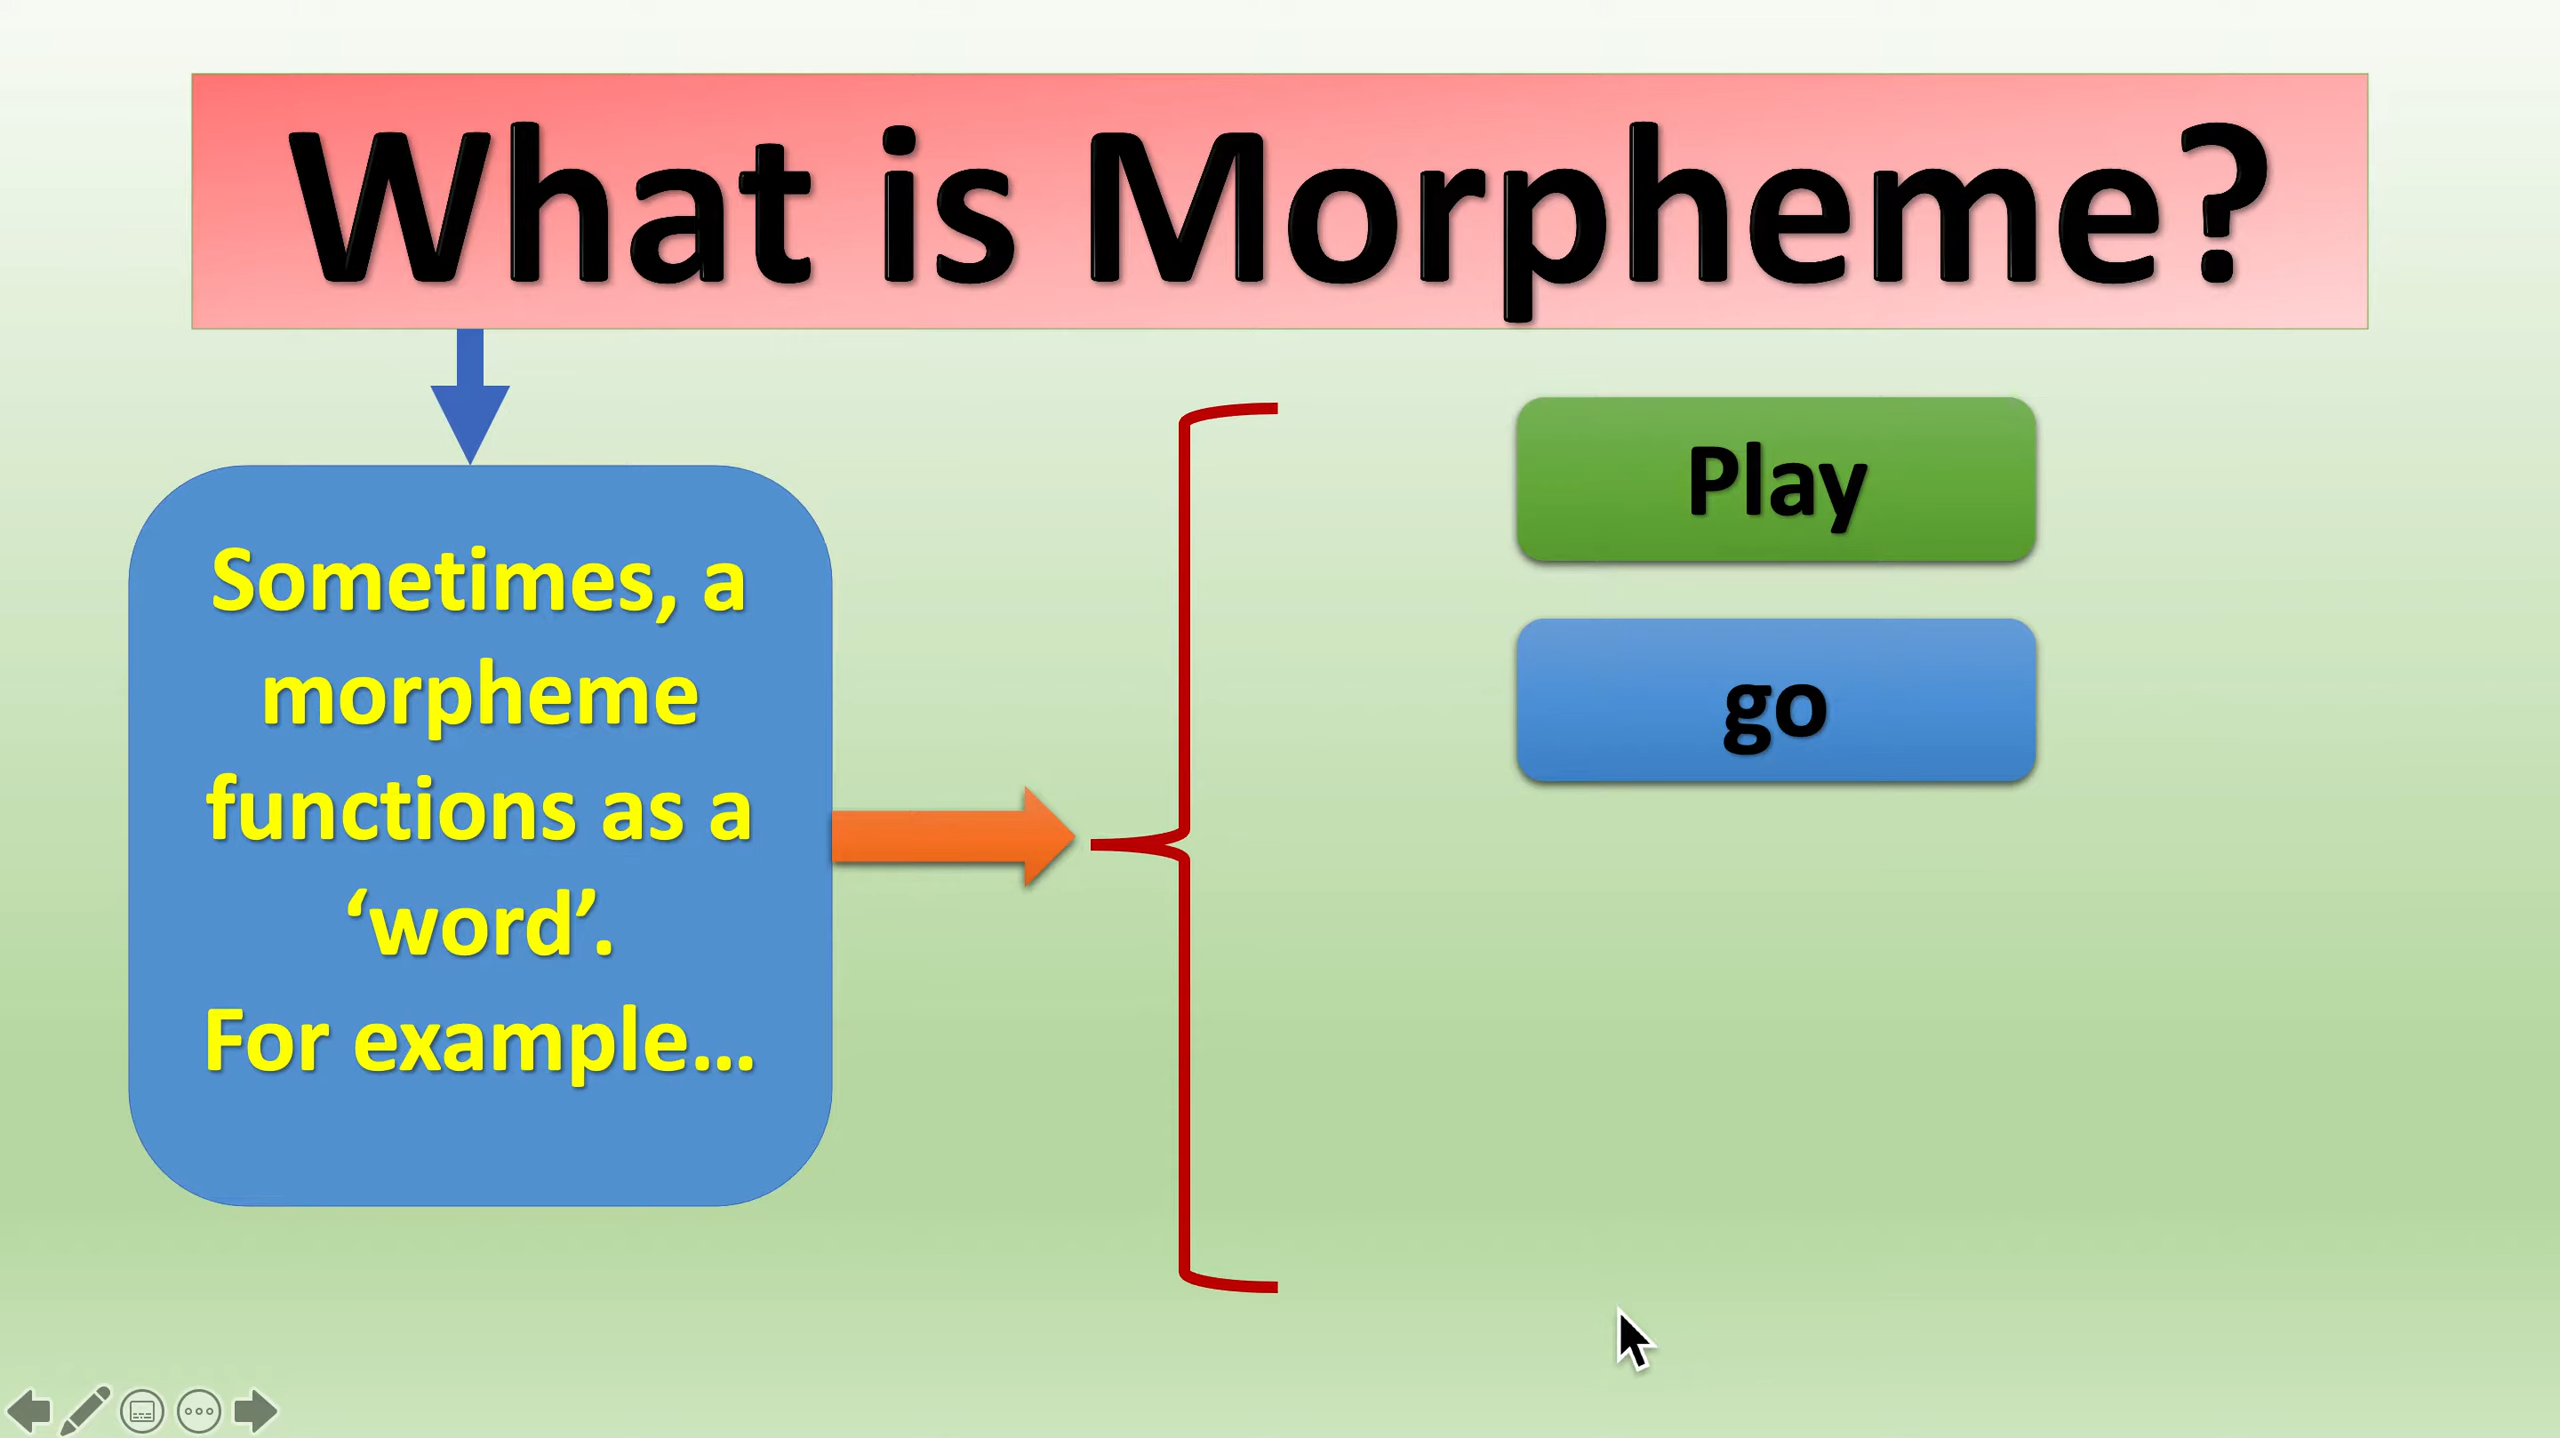 What is Morpheme?
Sometimes, a
morpheme
functions as a
‘word’.
For example...
Play
go